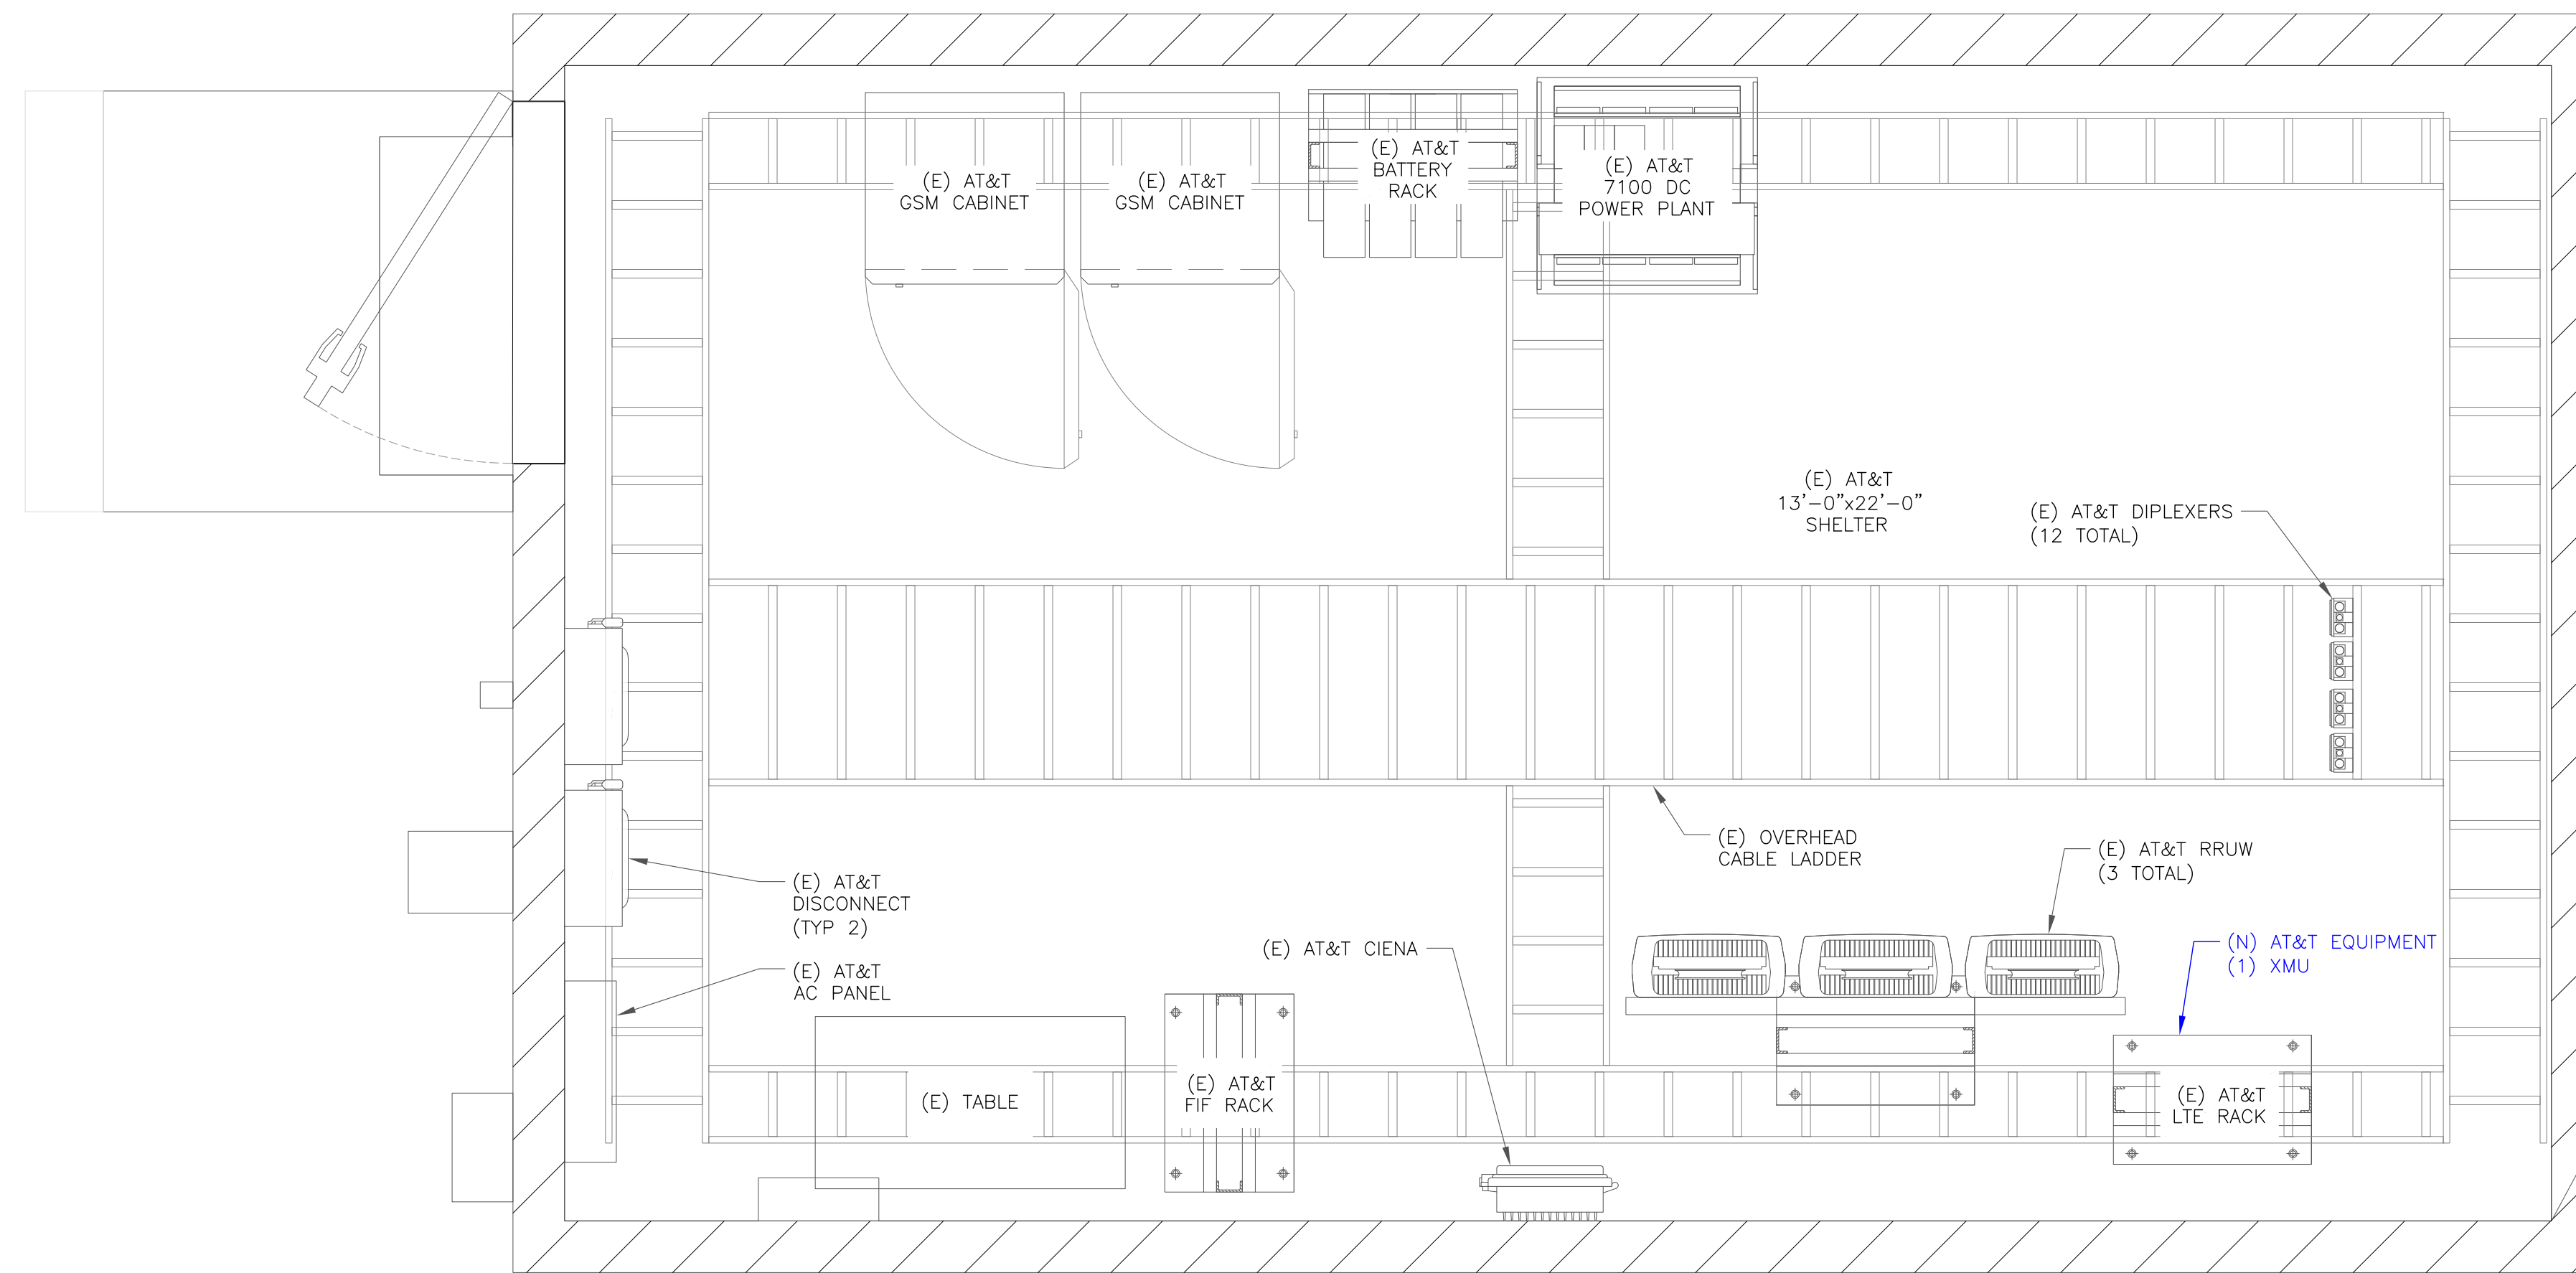 (E) AT&T
GSM CABINET
(E) AT&T
GSM CABINET
(E) AT&T
BATTERY
RACK
(E) AT&T
7100 DC
POWER PLANT
(E) AT&T
13'-0"x22'-0"
SHELTER
(E) AT&T DIPLEXERS
(12 TOTAL)
(E) OVERHEAD
CABLE LADDER
(E) AT&T RRUW
(3 TOTAL)
(E) AT&T
DISCONNECT
(TYP 2)
(E) AT&T
AC PANEL
(E) AT&T CIENA
(N) AT&T EQUIPMENT
(1) XMU
(E) TABLE
(E) AT&T
FIF RACK
(E) AT&T
LTE RACK